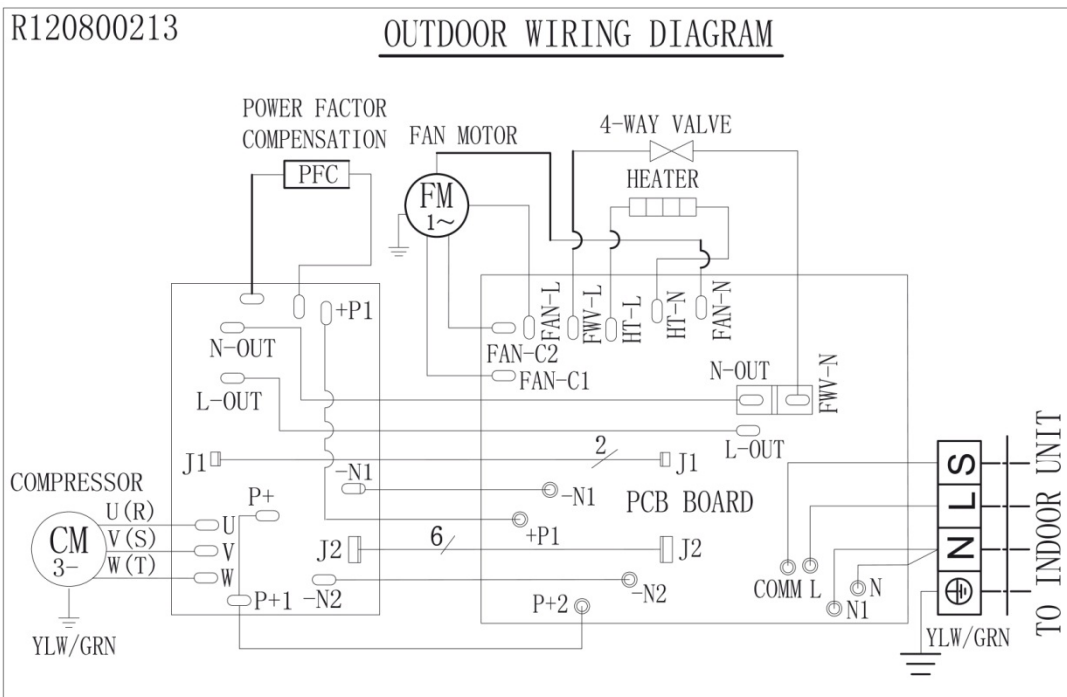 R120800213
OUTDOOR WIRING DIAGRAM
POWER FACTOR
COMPENSATION
PFC
FAN MOTOR
FM
1~
4-WAY VALVE
HEATER
+P1
N-OUT
L-OUT
FAN-L
FWV-L
HT-L
HT-N
FAN-N
FAN-C2
FAN-C1
N-OUT
FWV-N
L-OUT
J1
2
J1
-N1
-N1
PCB BOARD
COMPRESSOR
U(R)
V(S)
W(T)
CM
3-
YLW/GRN
P+
U
V
W
+P1
J2
6
J2
-N2
-N2
P+1
P+2
COMM
L
N
N1
S
L
N
YLW/GRN
TO INDOOR UNIT